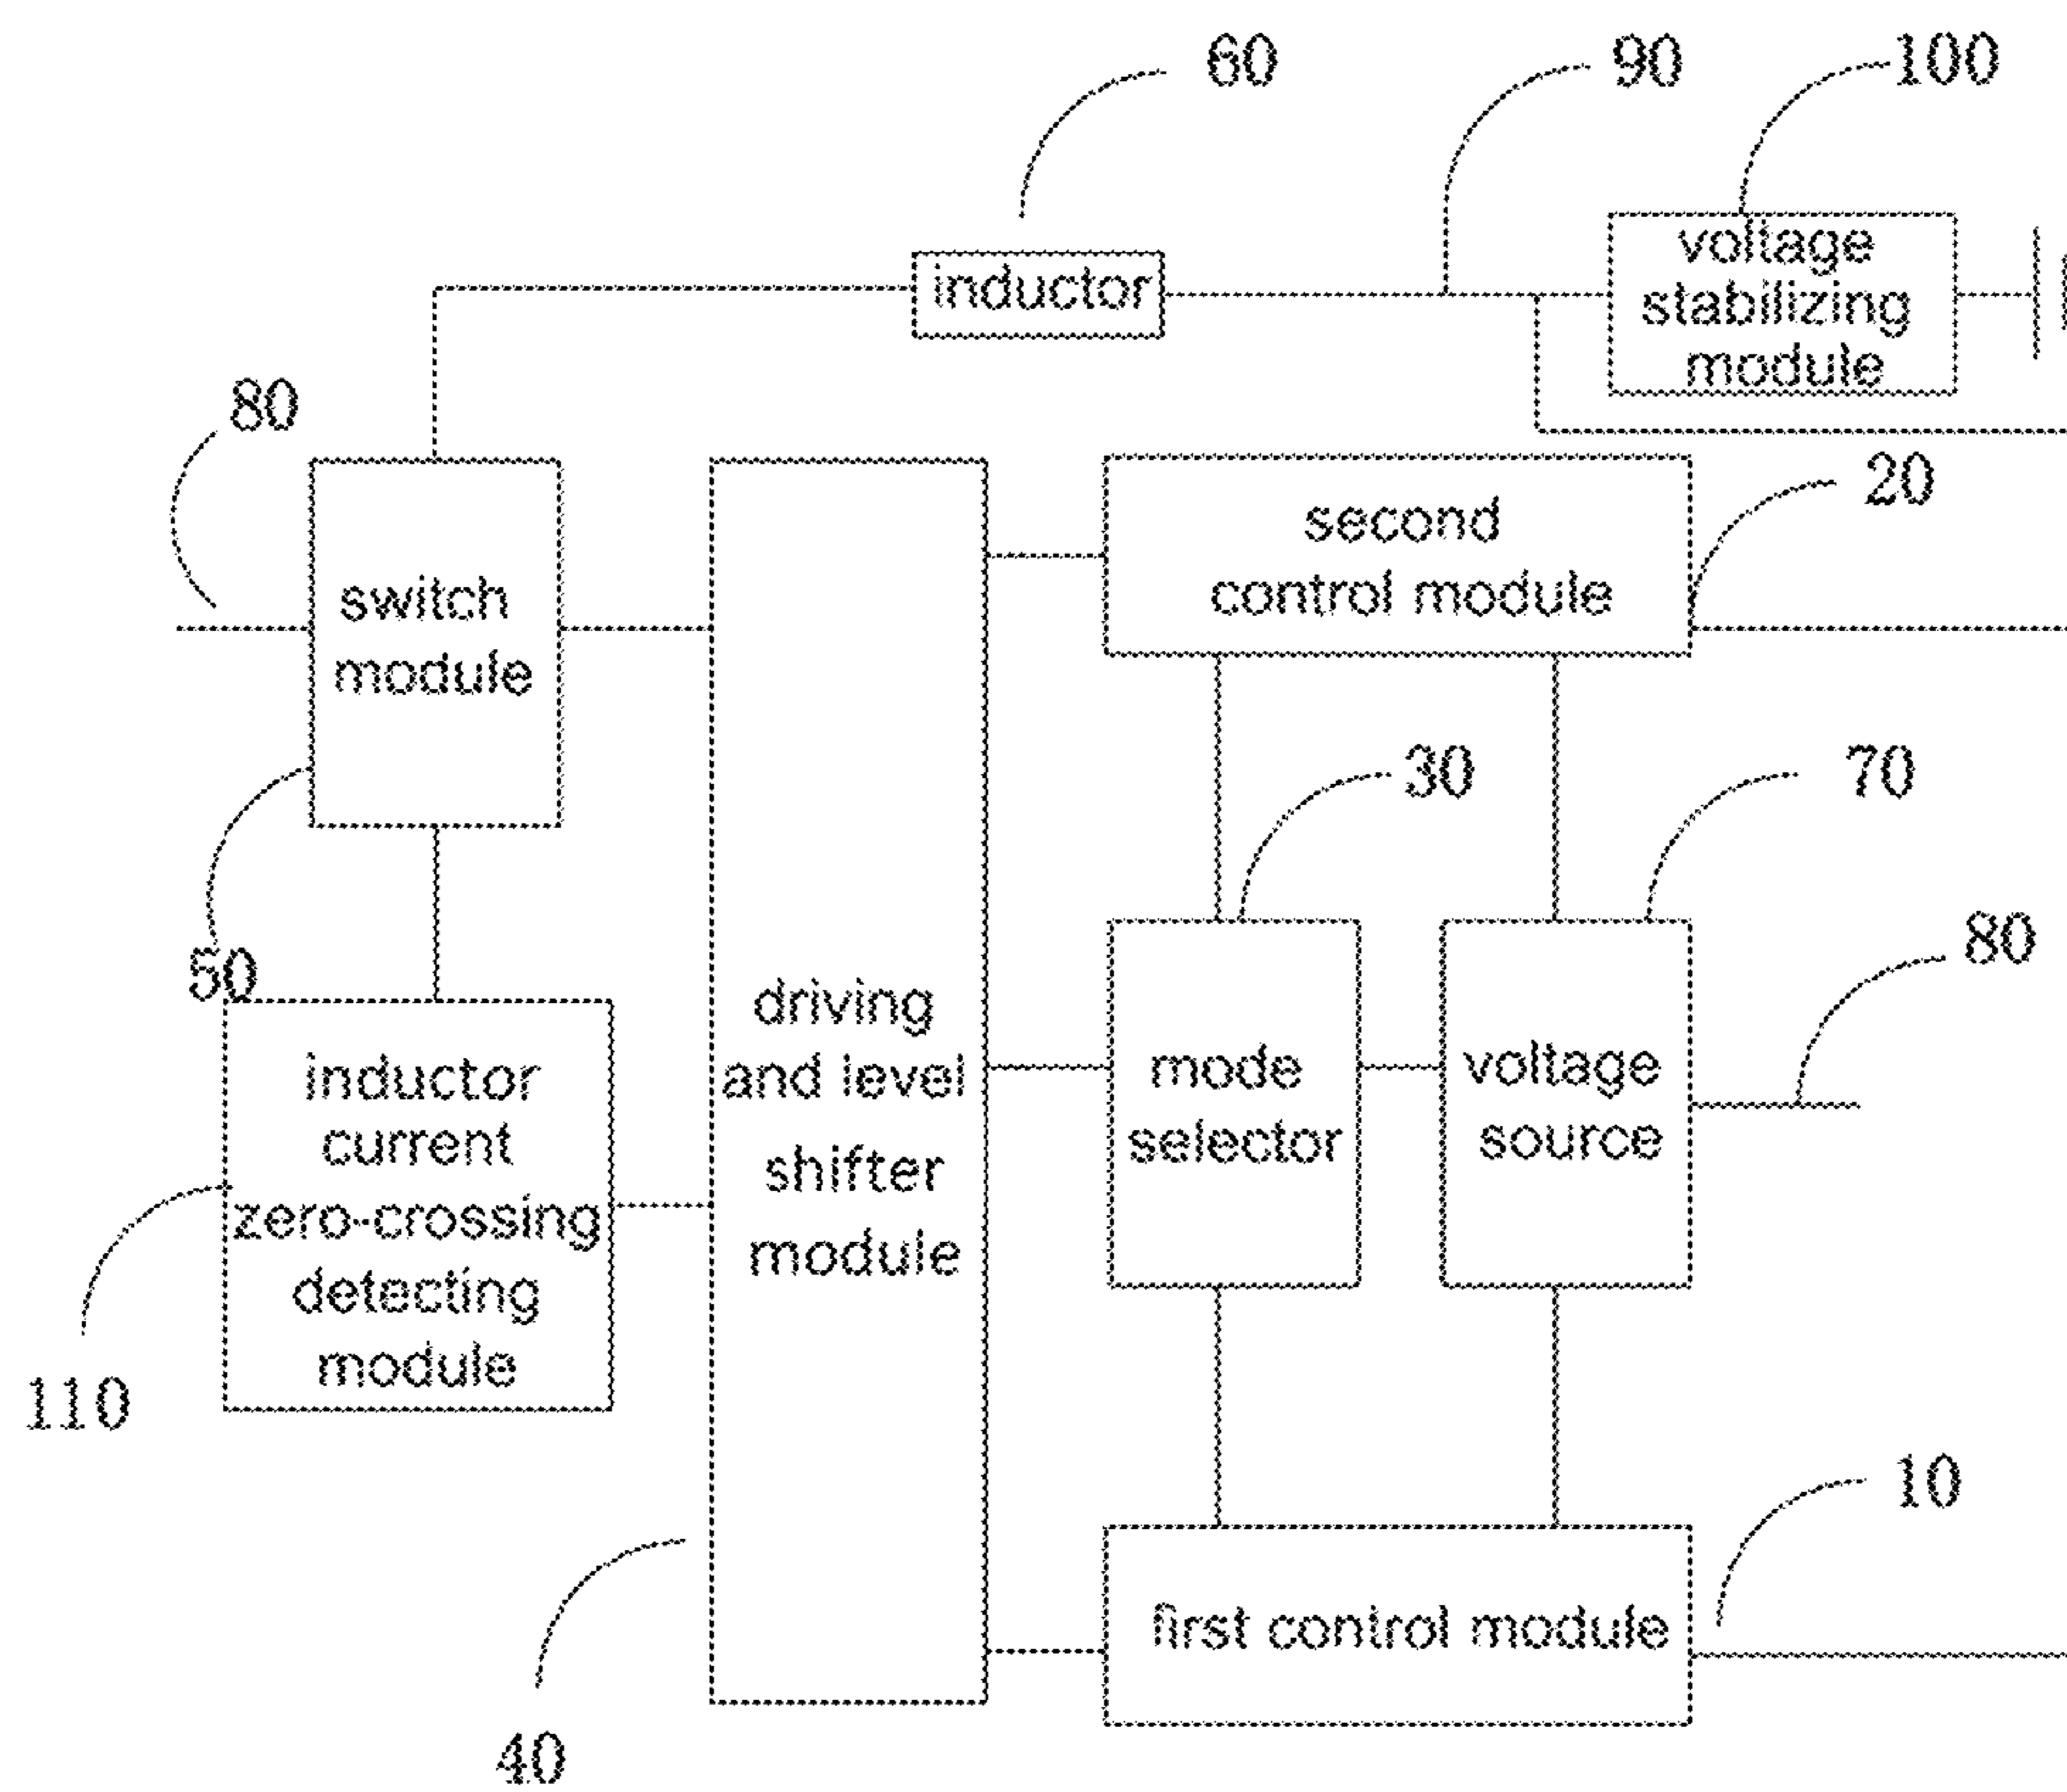 60
90
100
inductor
voltage
stabilizing
module
80
switch
module
second
control module
20
50
30
70
80
driving
and level
shifter
module
mode
selector
voltage
source
inductor
current
zero-crossing
detecting
module
110
10
first control module
40